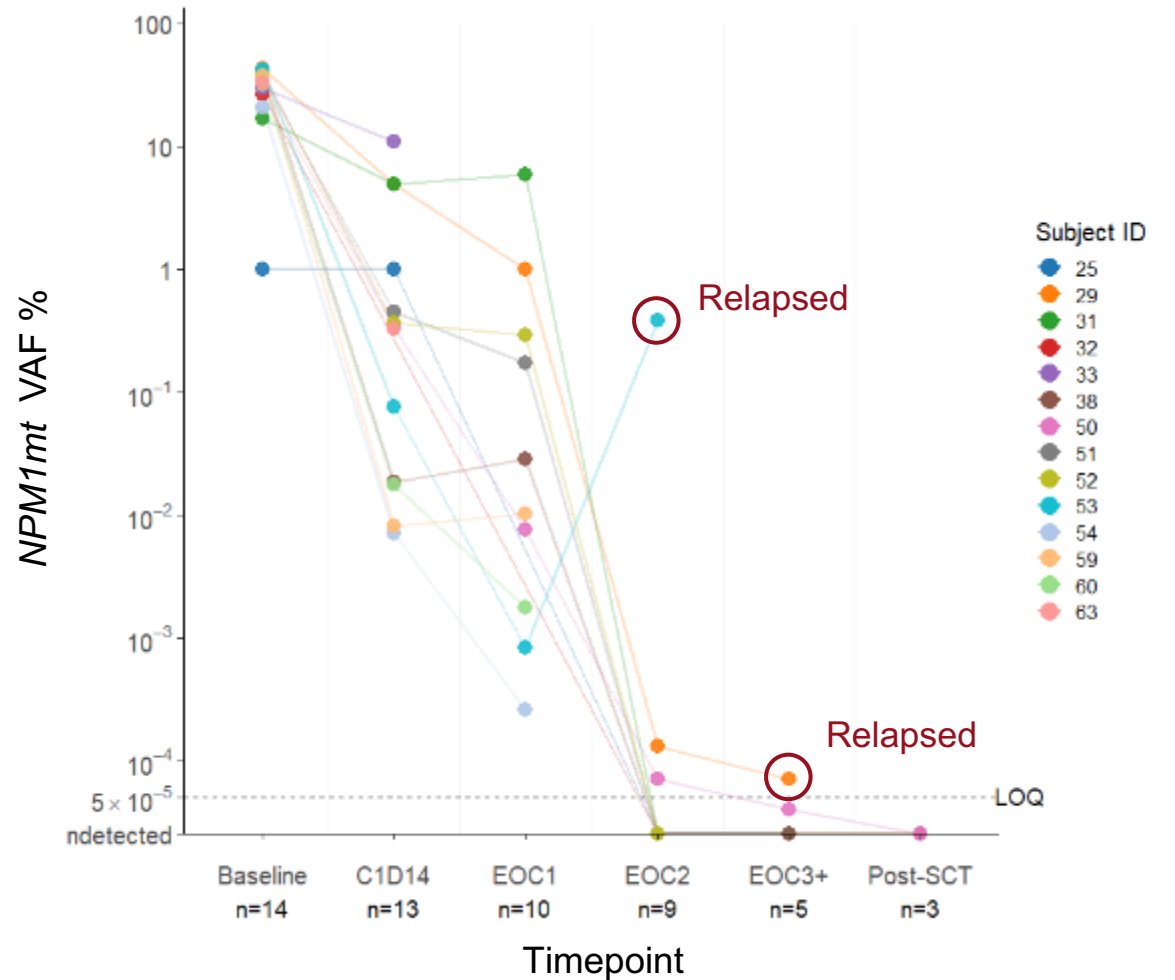 NPM1mt VAF %
100
10
1
10⁻¹
10⁻²
10⁻³
10⁻⁴
5 × 10⁻⁵
ndetected
Relapsed
Relapsed
LOQ
Baseline C1D14 EOC1 EOC2 EOC3+ Post-SCT
n=14 n=13 n=10 n=9 n=5 n=3
Timepoint
Subject ID
25
29
31
32
33
38
50
51
52
53
54
59
60
63